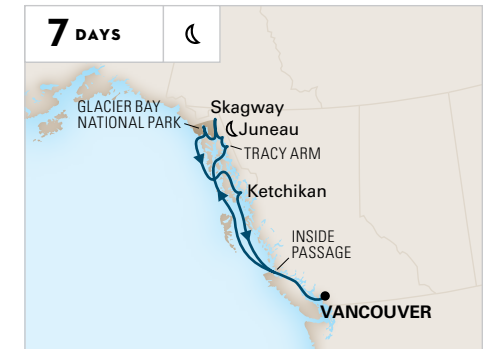 7 DAYS
GLACIER BAY
NATIONAL PARK
Skagway
Juneau
TRACY ARM
Ketchikan
INSIDE
PASSAGE
VANCOUVER